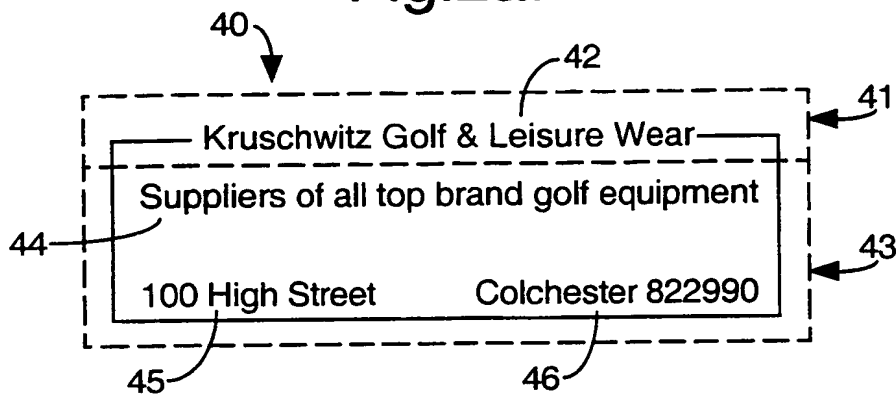 40
42
41
Kruschwitz Golf & Leisure Wear
Suppliers of all top brand golf equipment
44
43
100 High Street Colchester 822990
45
46